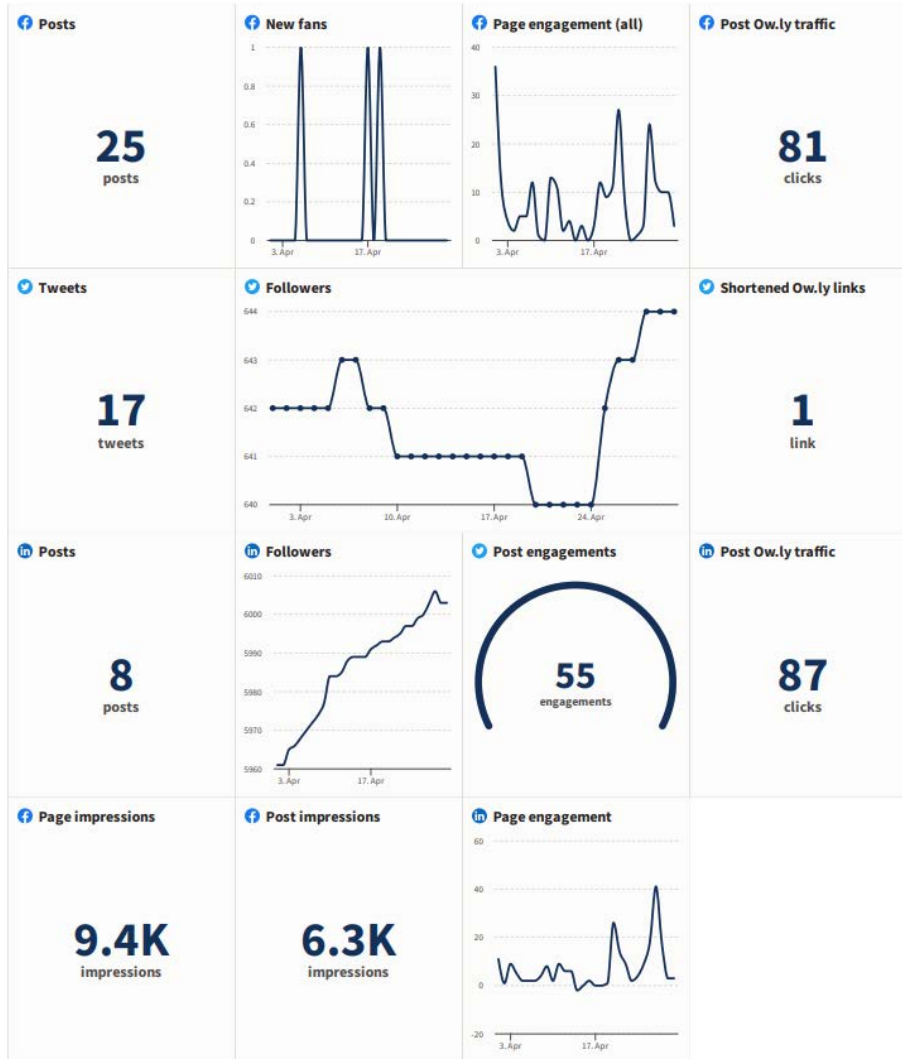 Posts
25
posts
New fans
1
0.8
0.6
0.4
0.2
0
3. Apr
17. Apr
Page engagement (all)
40
30
20
10
0
3. Apr
17. Apr
Post Ow.ly traffic
81
clicks
Tweets
17
tweets
Followers
644
643
642
641
640
3. Apr
10. Apr
17. Apr
24. Apr
Shortened Ow.ly links
1
link
in Posts
8
posts
in Followers
6010
6000
5990
5980
5970
5960
3. Apr
17. Apr
Post engagements
55
engagements
in Post Ow.ly traffic
87
clicks
Page impressions
9.4K
impressions
Post impressions
6.3K
impressions
in Page engagement
60
40
20
0
-20
3. Apr
17. Apr